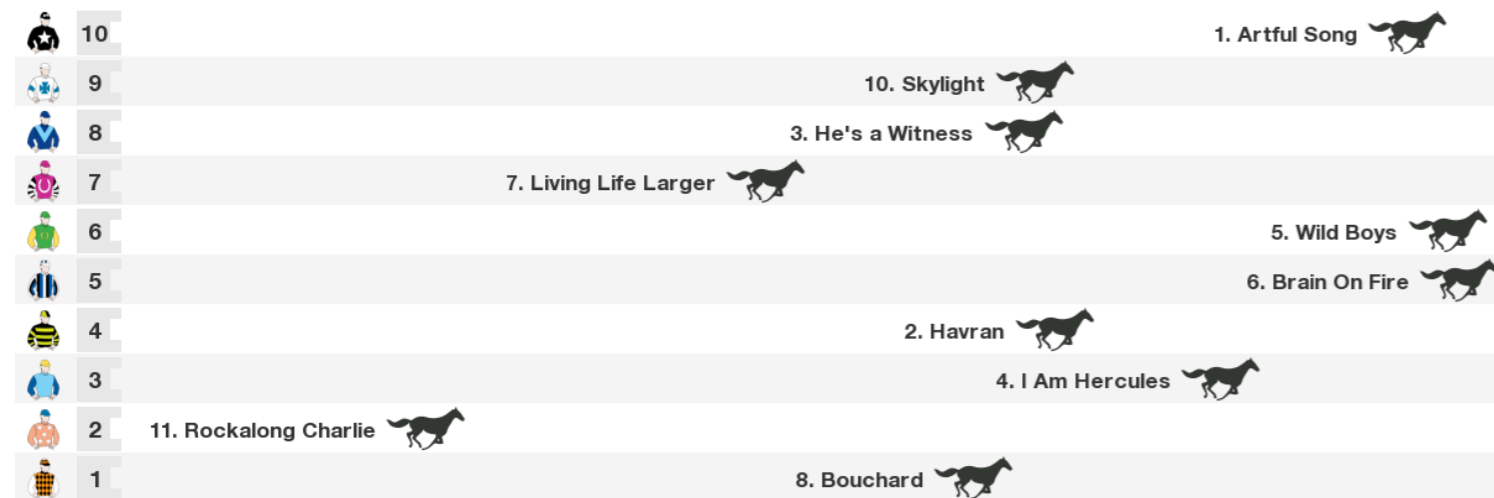 10 1. Artful Song
9 10. Skylight
8 3. He's a Witness
7 7. Living Life Larger
6 5. Wild Boys
5 6. Brain On Fire
4 2. Havran
3 4. I Am Hercules
2 11. Rockalong Charlie
1 8. Bouchard